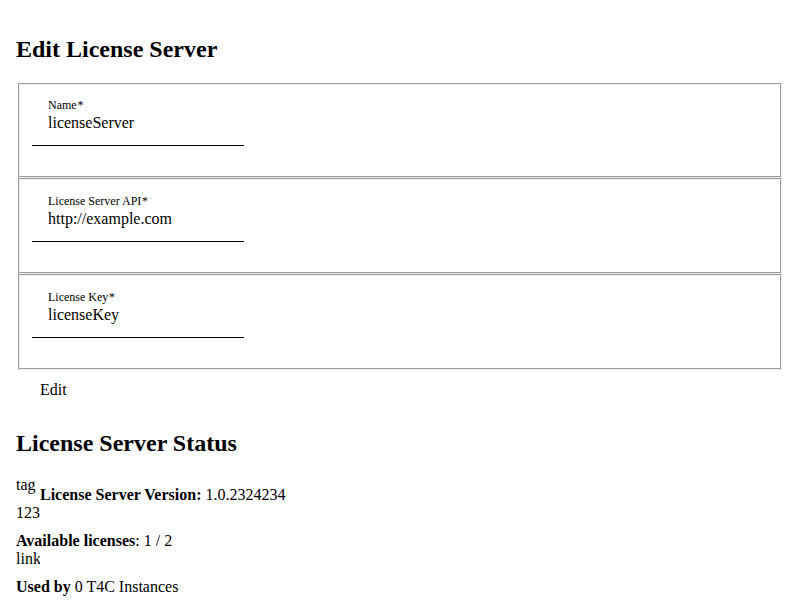 Edit License Server
Name*
licenseServer
License Server API*
http://example.com
License Key*
licenseKey
Edit
License Server Status
tag License Server Version: 1.0.2324234
123
Available licenses: 1 / 2
link
Used by 0 T4C Instances